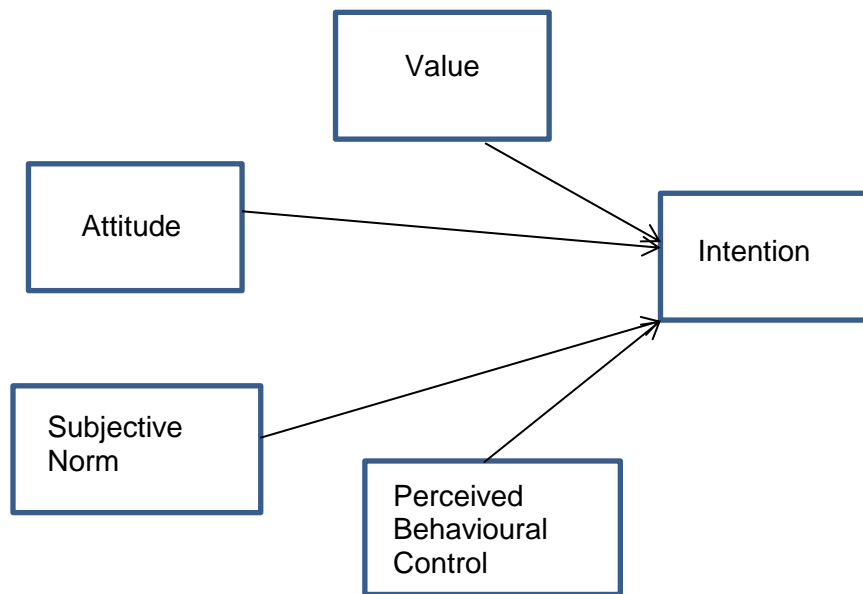 Value
Attitude
Intention
Subjective
Norm
Perceived
Behavioural
Control